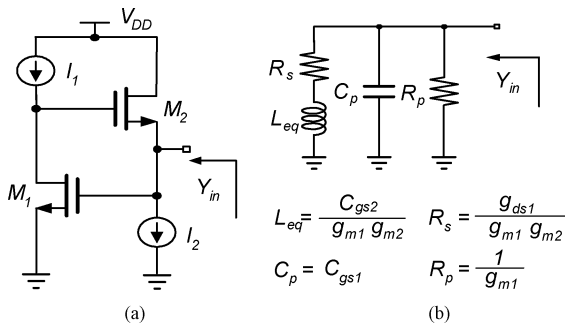 V_DD
I_1
M_2
M_1
Y_in
I_2
(a)
R_s
L_eq
C_p
R_p
Y_in
L_eq = C_gs2 / g_m1 g_m2
R_s = g_ds1 / g_m1 g_m2
C_p = C_gs1
R_p = 1 / g_m1
(b)